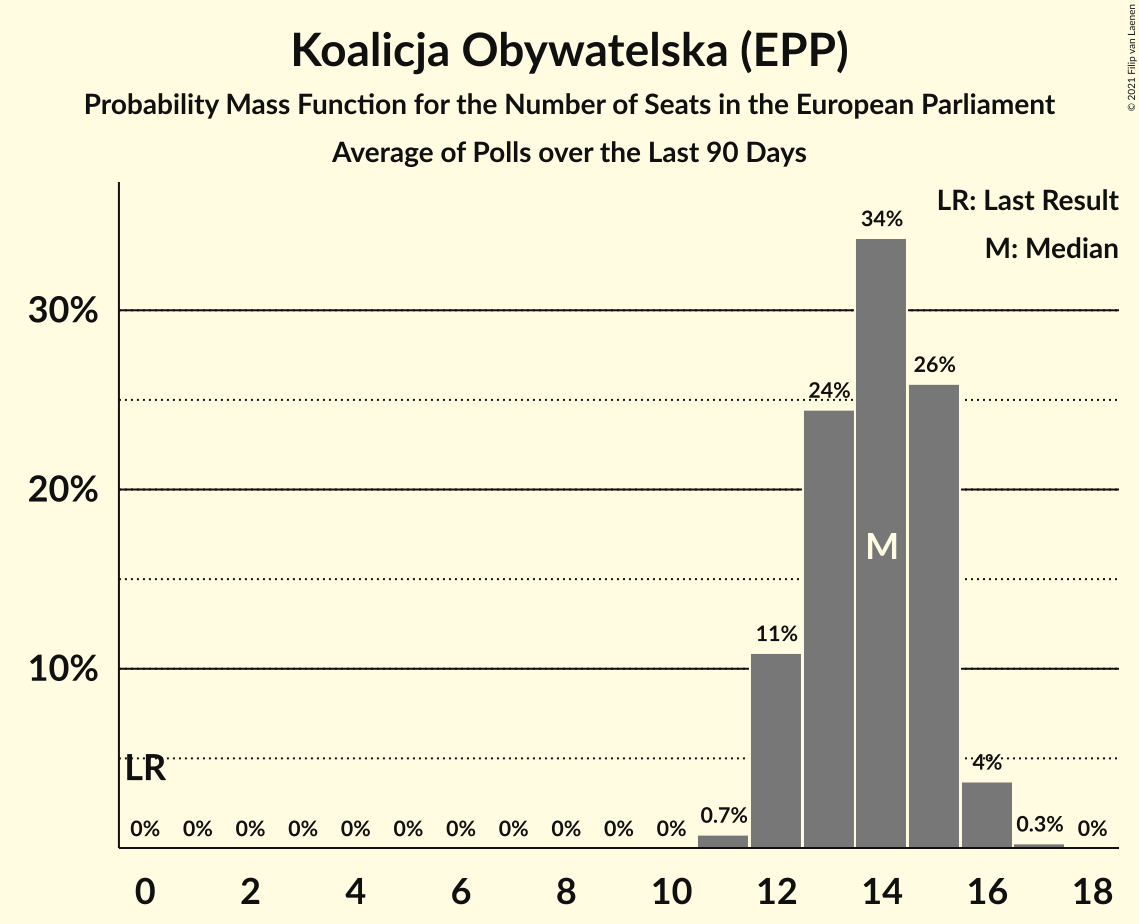 Koalicja Obywatelska (EPP)
Probability Mass Function for the Number of Seats in the European Parliament
Average of Polls over the Last 90 Days
© 2021 Filip van Laenen
LR: Last Result
M: Median
34%
30%
26%
24%
20%
M
11%
10%
LR
4%
0% 0% 0% 0% 0% 0% 0% 0% 0% 0% 0% 0.7% 0.3% 0%
0 2 4 6 8 10 12 14 16 18